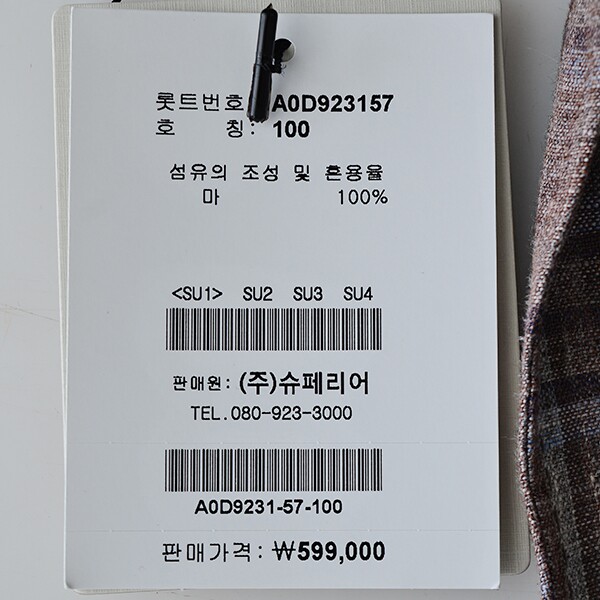 롯트번호: A0D923157
호 칭: 100
섬유의 조성 및 혼용율
마 100%
<SU1> SU2 SU3 SU4
판매원: (주)슈페리어
TEL.080-923-3000
A0D9231-57-100
판매가격: ₩599,000